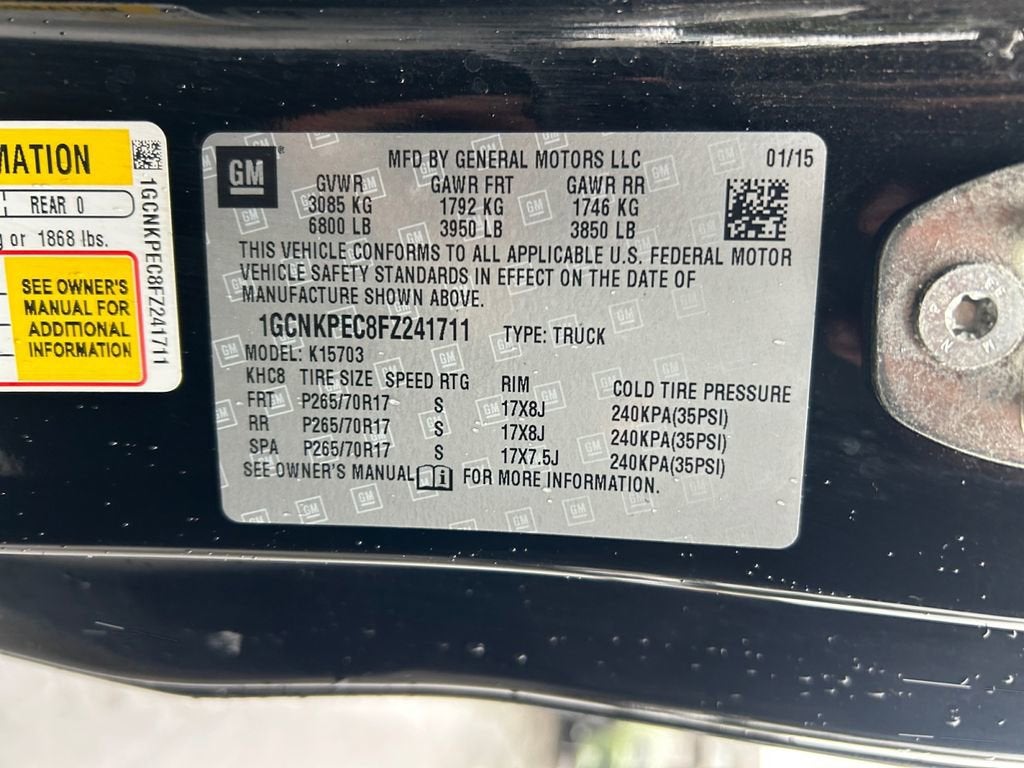 MATION
REAR 0
or 1868 lbs.
SEE OWNER'S
MANUAL FOR
ADDITIONAL
INFORMATION
1GCNKPEC8FZ241711
GM
MFD BY GENERAL MOTORS LLC 01/15
GVWR GAWR FRT GAWR RR
3085 KG 1792 KG 1746 KG
6800 LB 3950 LB 3850 LB
THIS VEHICLE CONFORMS TO ALL APPLICABLE U.S. FEDERAL MOTOR
VEHICLE SAFETY STANDARDS IN EFFECT ON THE DATE OF
MANUFACTURE SHOWN ABOVE.
1GCNKPEC8FZ241711 TYPE: TRUCK
MODEL: K15703
KHC8 TIRE SIZE SPEED RTG RIM COLD TIRE PRESSURE
FRT P265/70R17 S 17X8J 240KPA(35PSI)
RR P265/70R17 S 17X8J 240KPA(35PSI)
SPA P265/70R17 S 17X7.5J 240KPA(35PSI)
SEE OWNER'S MANUAL FOR MORE INFORMATION.